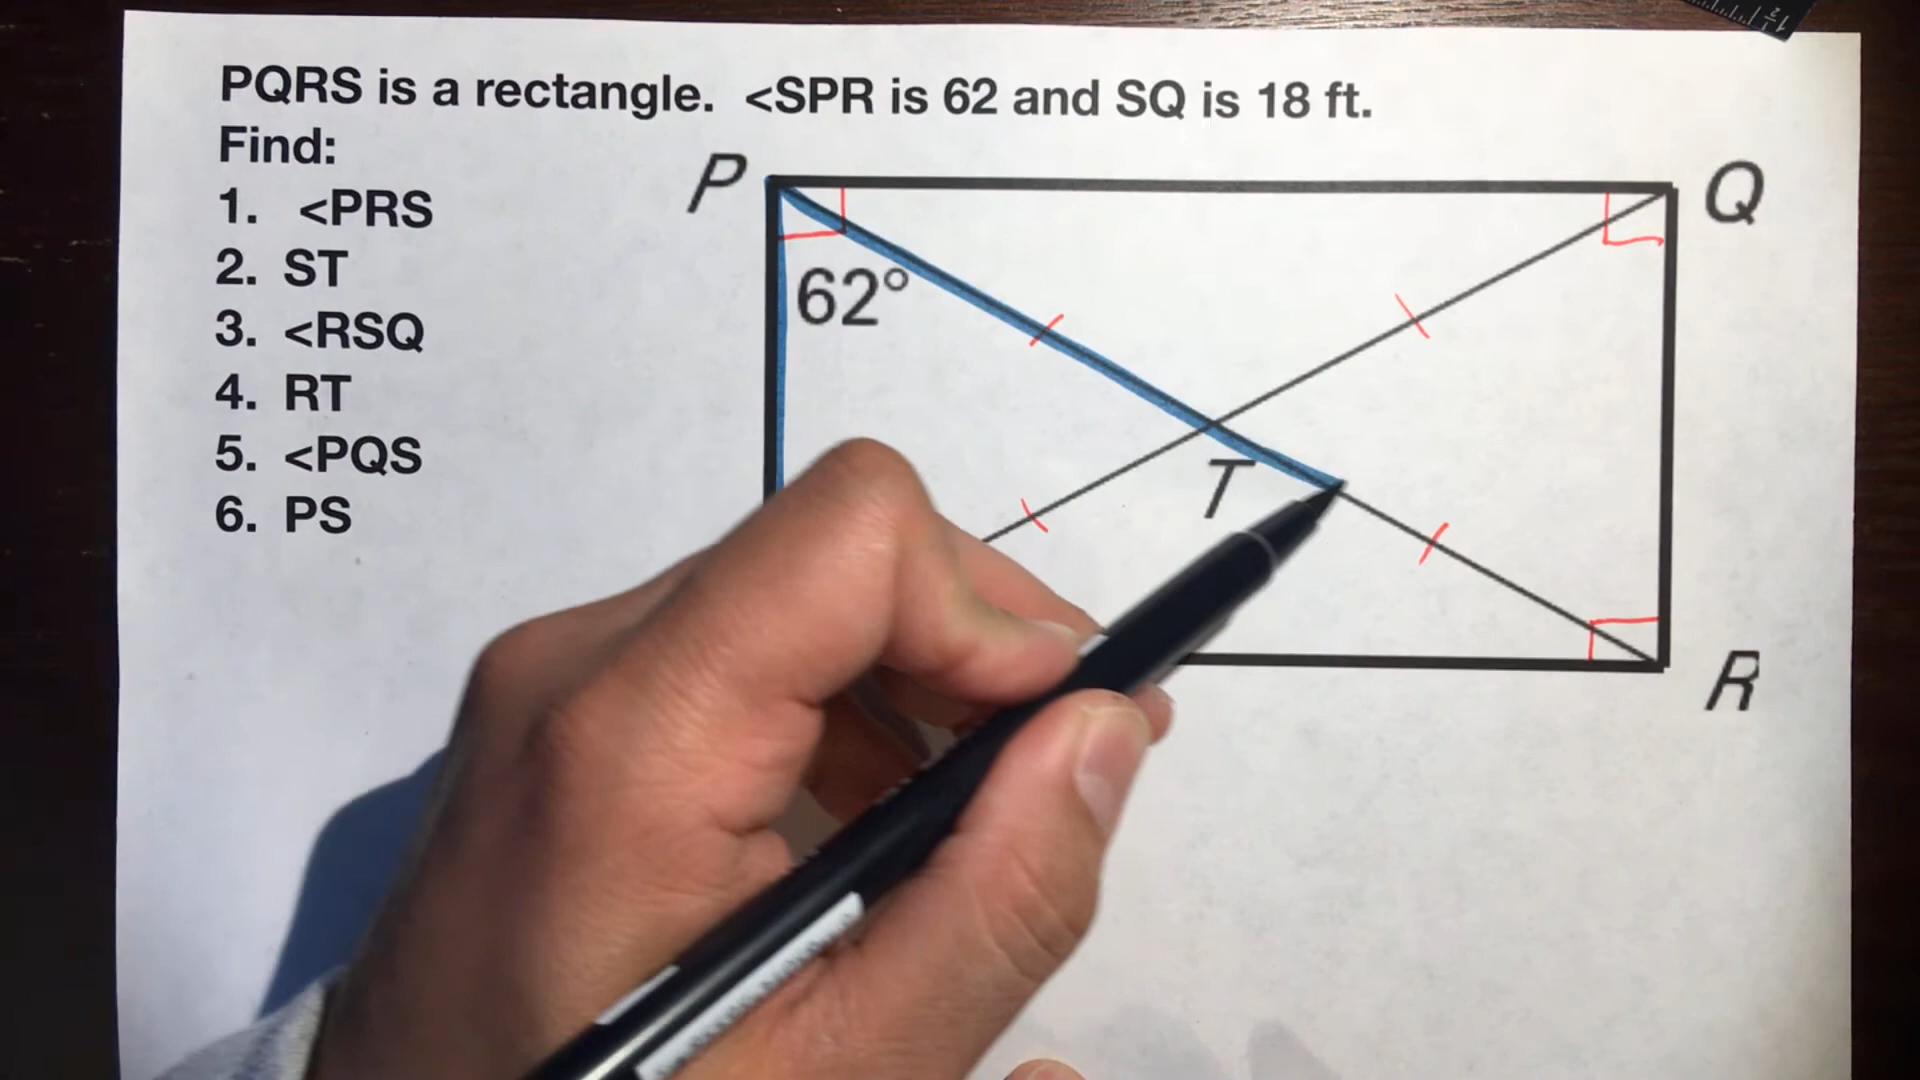 PQRS is a rectangle. <SPR is 62 and SQ is 18 ft.
Find:
1. <PRS
2. ST
3. <RSQ
4. RT
5. <PQS
6. PS
P
Q
62°
T
R